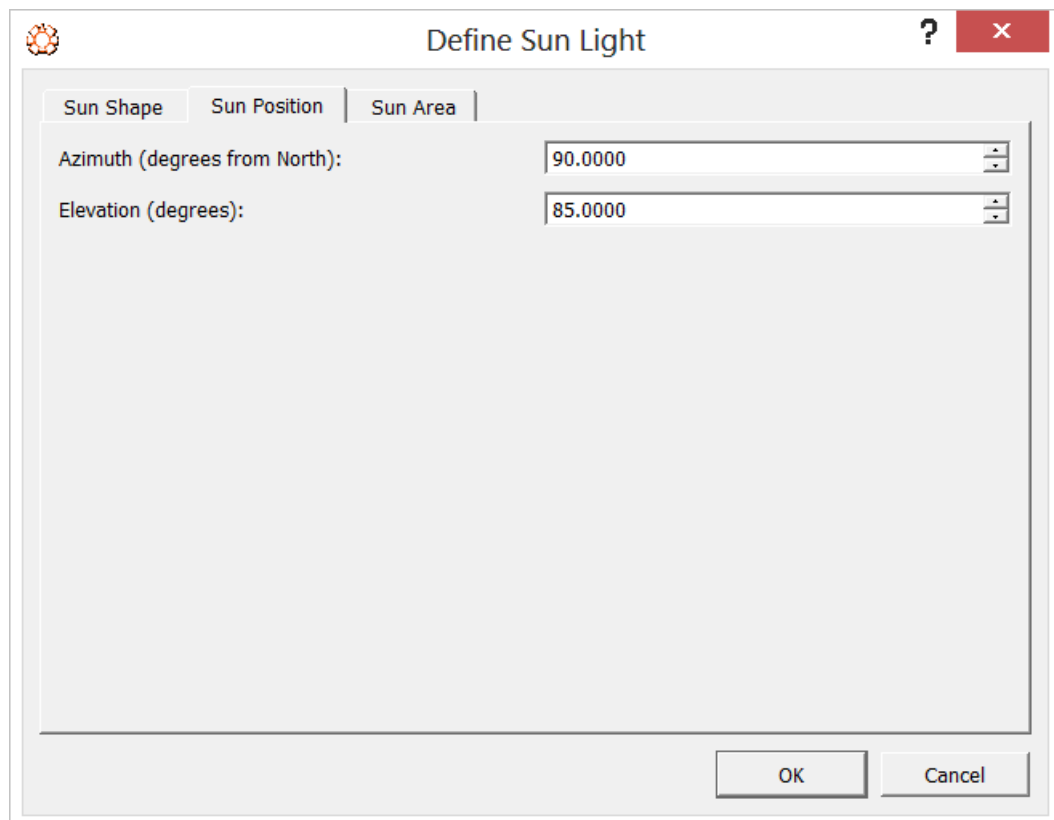 Define Sun Light
?
Sun Shape Sun Position Sun Area
Azimuth (degrees from North): 90.0000
Elevation (degrees): 85.0000
OK Cancel